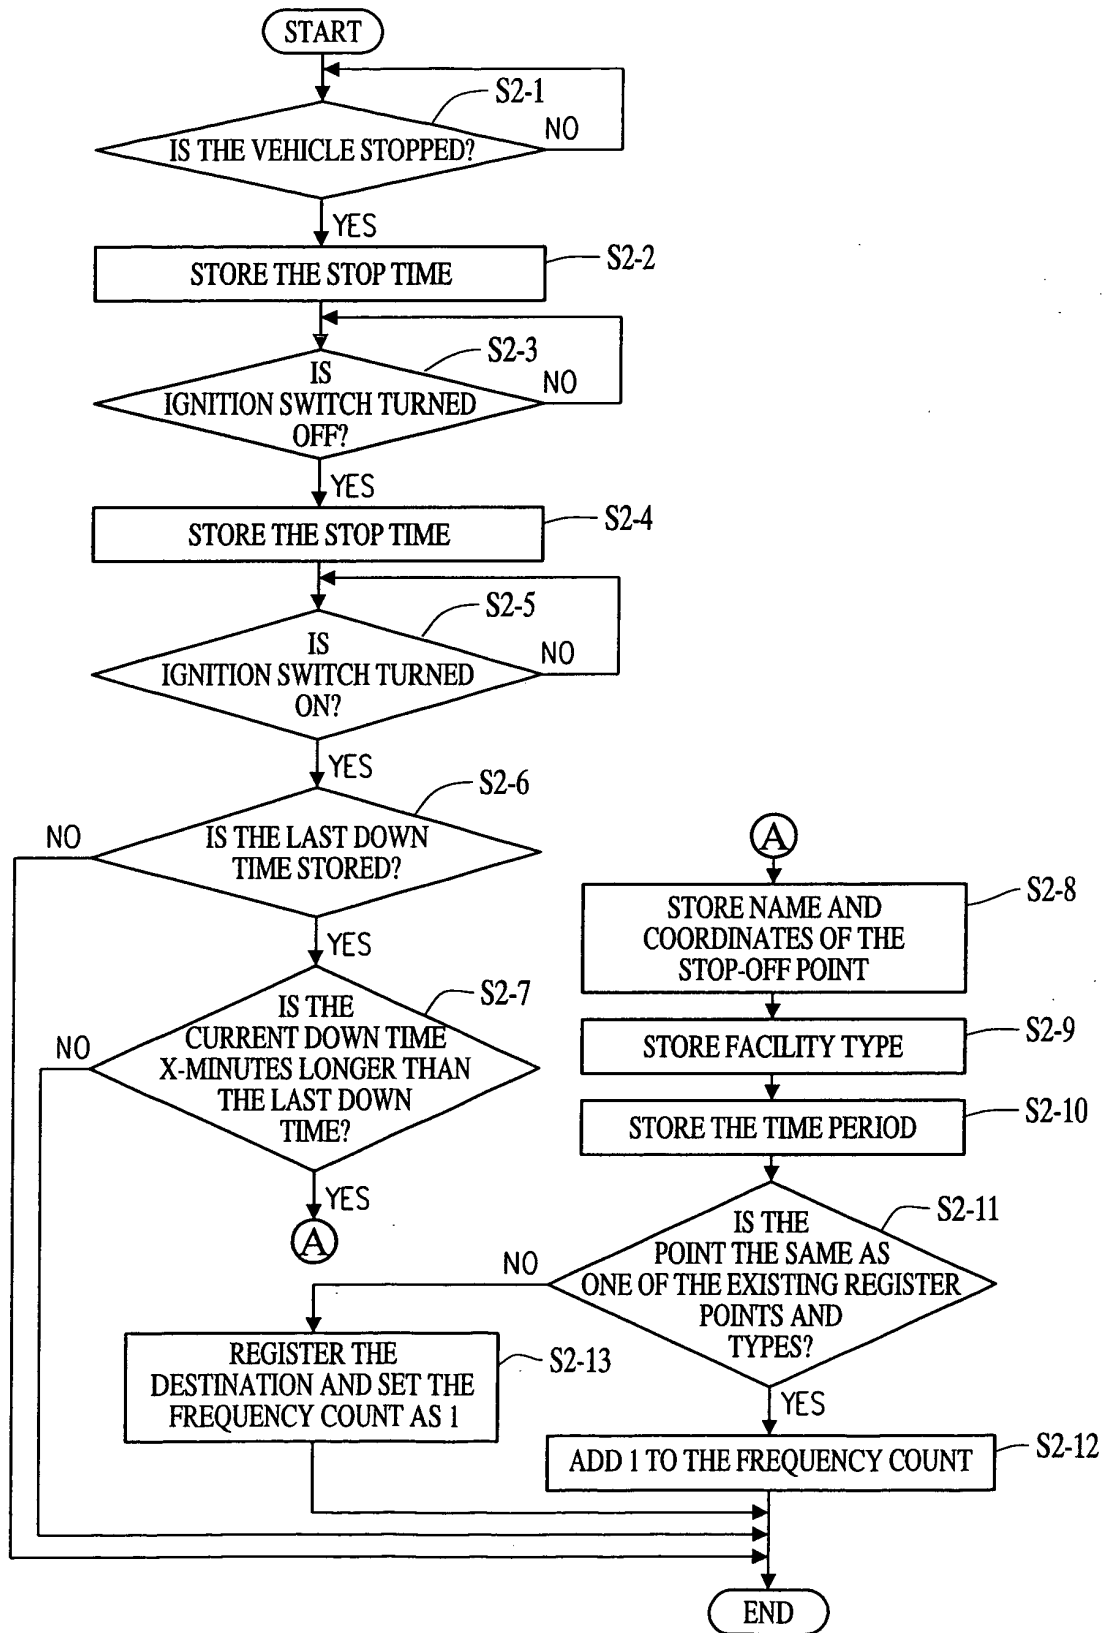 START
S2-1
IS THE VEHICLE STOPPED?
NO
YES
S2-2
STORE THE STOP TIME
S2-3
IS
IGNITION SWITCH TURNED
OFF?
NO
YES
S2-4
STORE THE STOP TIME
S2-5
IS
IGNITION SWITCH TURNED
ON?
NO
YES
S2-6
IS THE LAST DOWN
TIME STORED?
NO
YES
S2-7
IS THE
CURRENT DOWN TIME
X-MINUTES LONGER THAN
THE LAST DOWN
TIME?
NO
YES
A
A
S2-8
STORE NAME AND
COORDINATES OF THE
STOP-OFF POINT
S2-9
STORE FACILITY TYPE
S2-10
STORE THE TIME PERIOD
S2-11
IS THE
POINT THE SAME AS
ONE OF THE EXISTING REGISTER
POINTS AND
TYPES?
NO
YES
S2-13
REGISTER THE
DESTINATION AND SET THE
FREQUENCY COUNT AS 1
S2-12
ADD 1 TO THE FREQUENCY COUNT
END